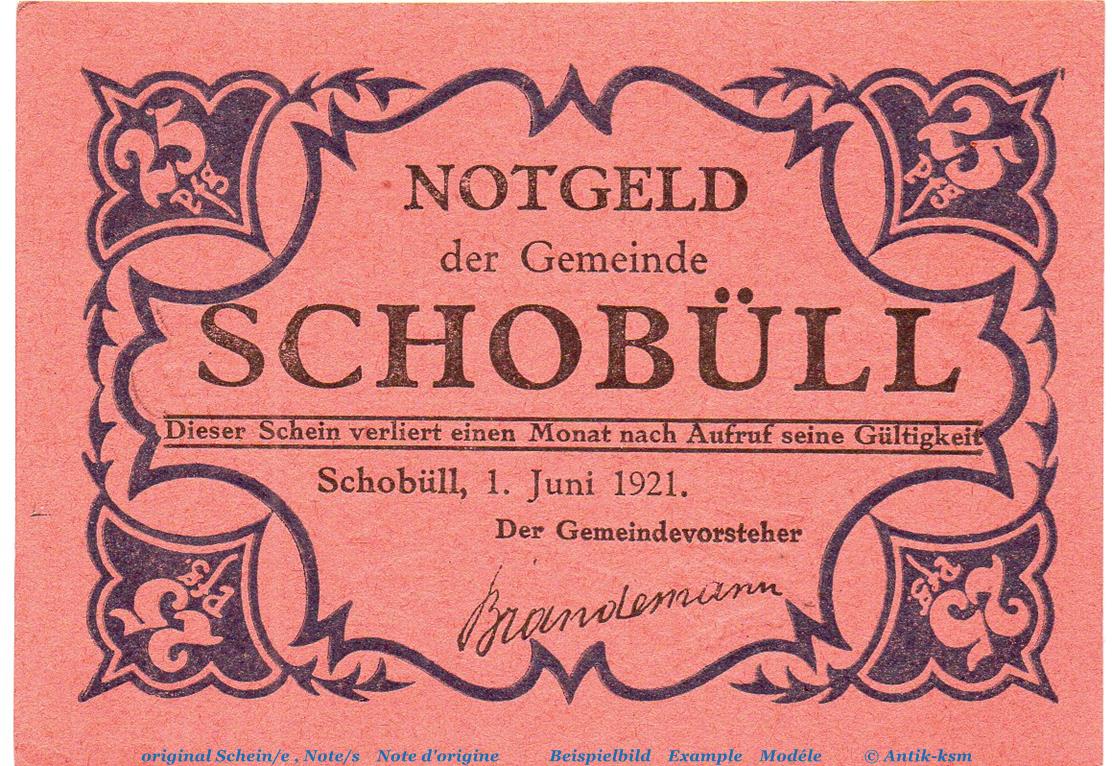 25 Pfg
25 Pfg
NOTGELD
der Gemeinde
SCHOBÜLL
Dieser Schein verliert einen Monat nach Aufruf seine Gültigkeit
Schobüll, 1. Juni 1921.
Der Gemeindevorsteher
Brandemann
25 Pfg
25 Pfg
original Schein/e , Note/s Note d'origine Beispielbild Example Modéle © Antik-ksm